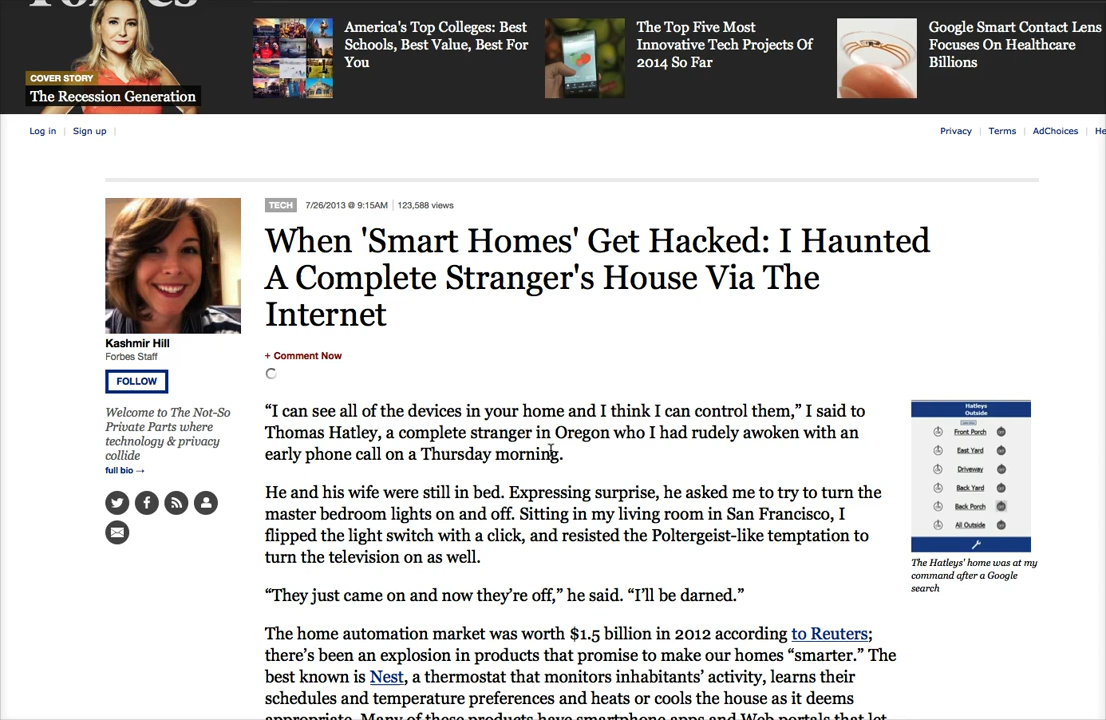 Forbes
America's Top Colleges: Best
Schools, Best Value, Best For
You
The Top Five Most
Innovative Tech Projects Of
2014 So Far
Google Smart Contact Lens
Focuses On Healthcare
Billions
COVER STORY
The Recession Generation
Log in | Sign up |
Privacy | Terms | AdChoices | He
TECH 7/26/2013 @ 9:15AM | 123,588 views
When 'Smart Homes' Get Hacked: I Haunted
A Complete Stranger's House Via The
Internet
Kashmir Hill
Forbes Staff
FOLLOW
Welcome to The Not-So
Private Parts where
technology & privacy
collide
full bio →
+ Comment Now
“I can see all of the devices in your home and I think I can control them,” I said to
Thomas Hatley, a complete stranger in Oregon who I had rudely awoken with an
early phone call on a Thursday morning.
He and his wife were still in bed. Expressing surprise, he asked me to try to turn the
master bedroom lights on and off. Sitting in my living room in San Francisco, I
flipped the light switch with a click, and resisted the Poltergeist-like temptation to
turn the television on as well.
“They just came on and now they’re off,” he said. “I’ll be darned.”
The home automation market was worth $1.5 billion in 2012 according to Reuters;
there’s been an explosion in products that promise to make our homes “smarter.” The
best known is Nest, a thermostat that monitors inhabitants’ activity, learns their
schedules and temperature preferences and heats or cools the house as it deems
appropriate. Many of these products have smartphone apps and Web portals that let
Hatleys
Outside
Front Porch
East Yard
Driveway
Back Yard
Back Porch
All Outside
The Hatleys' home was at my
command after a Google
search